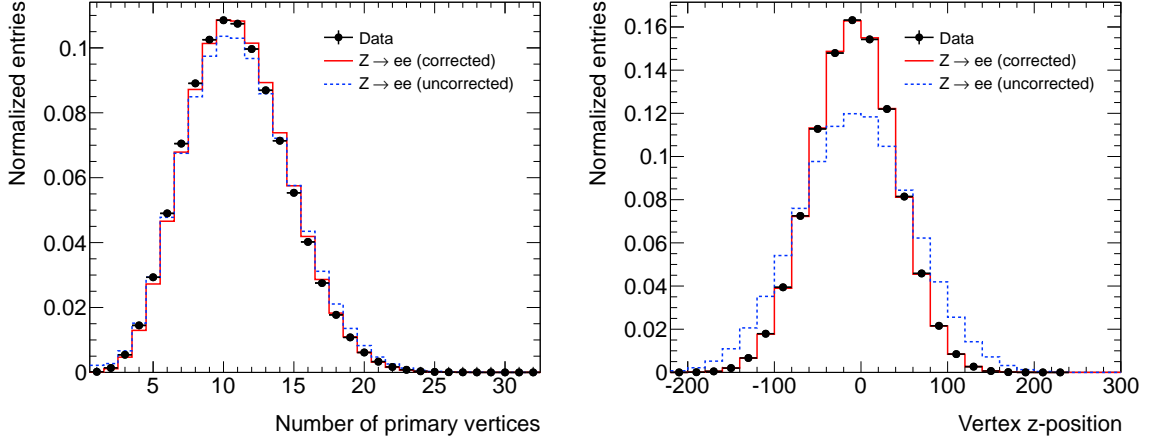 Normalized entries
0.1
0.08
0.06
0.04
0.02
0
5 10 15 20 25 30
Number of primary vertices
Data
Z → ee (corrected)
Z → ee (uncorrected)
Normalized entries
0.16
0.14
0.12
0.1
0.08
0.06
0.04
0.02
0
-200 -100 0 100 200 300
Vertex z-position
Data
Z → ee (corrected)
Z → ee (uncorrected)